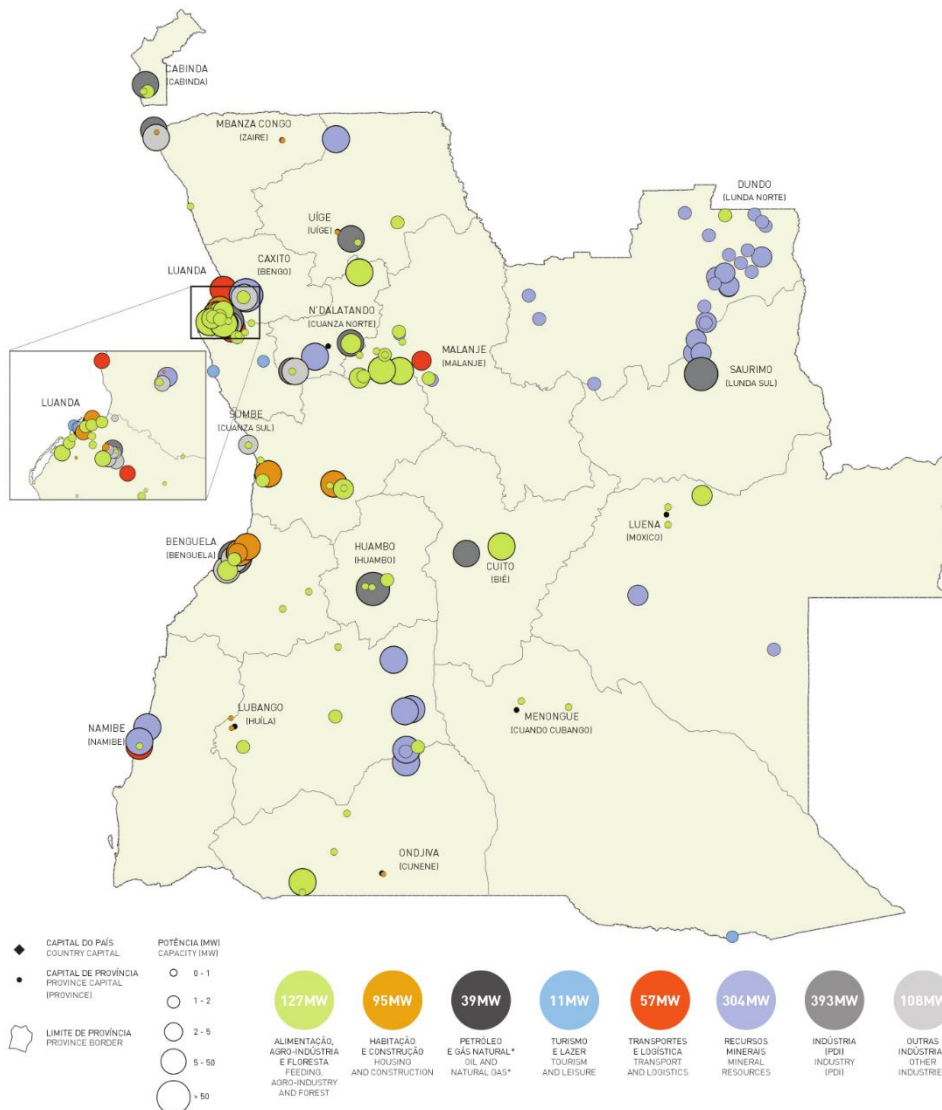 CABINDA
(CABINDA)
MBANZA CONGO
(ZAIRE)
DUNDO
(LUNDA NORTE)
UÍGE
(UÍGE)
CAXITO
(BENGO)
LUANDA
N'DALATANDO
(CUANZA NORTE)
MALANJE
(MALANJE)
SAURIMO
(LUNDA SUL)
LUANDA
SUMBE
(CUANZA SUL)
LUENA
(MOXICO)
BENGUELA
(BENGUELA)
HUAMBO
(HUAMBO)
CUITO
(BIÉ)
LUBANGO
(HUÍLA)
MENONGUE
(CUANDO CUBANGO)
NAMIBE
(NAMIBE)
ONDJIVA
(CUNENE)
CAPITAL DO PAÍS
COUNTRY CAPITAL
CAPITAL DE PROVÍNCIA
PROVINCE CAPITAL
(PROVINCE)
LIMITE DE PROVÍNCIA
PROVINCE BORDER
POTÊNCIA (MW)
CAPACITY (MW)
0 - 1
1 - 2
2 - 5
5 - 50
> 50
127MW
ALIMENTAÇÃO,
AGRO-INDÚSTRIA
E FLORESTA
FEEDING,
AGRO-INDUSTRY
AND FOREST
95MW
HABITAÇÃO
E CONSTRUÇÃO
HOUSING
AND CONSTRUCTION
39MW
PETRÓLEO
E GÁS NATURAL*
OIL AND
NATURAL GAS*
11MW
TURISMO
E LAZER
TOURISM
AND LEISURE
57MW
TRANSPORTES
E LOGÍSTICA
TRANSPORT
AND LOGISTICS
304MW
RECURSOS
MINERAIS
MINERAL
RESOURCES
393MW
INDÚSTRIA
(PDI)
INDUSTRY
(PDI)
108MW
OUTRAS
INDÚSTRIA
OTHER
INDUSTRIE